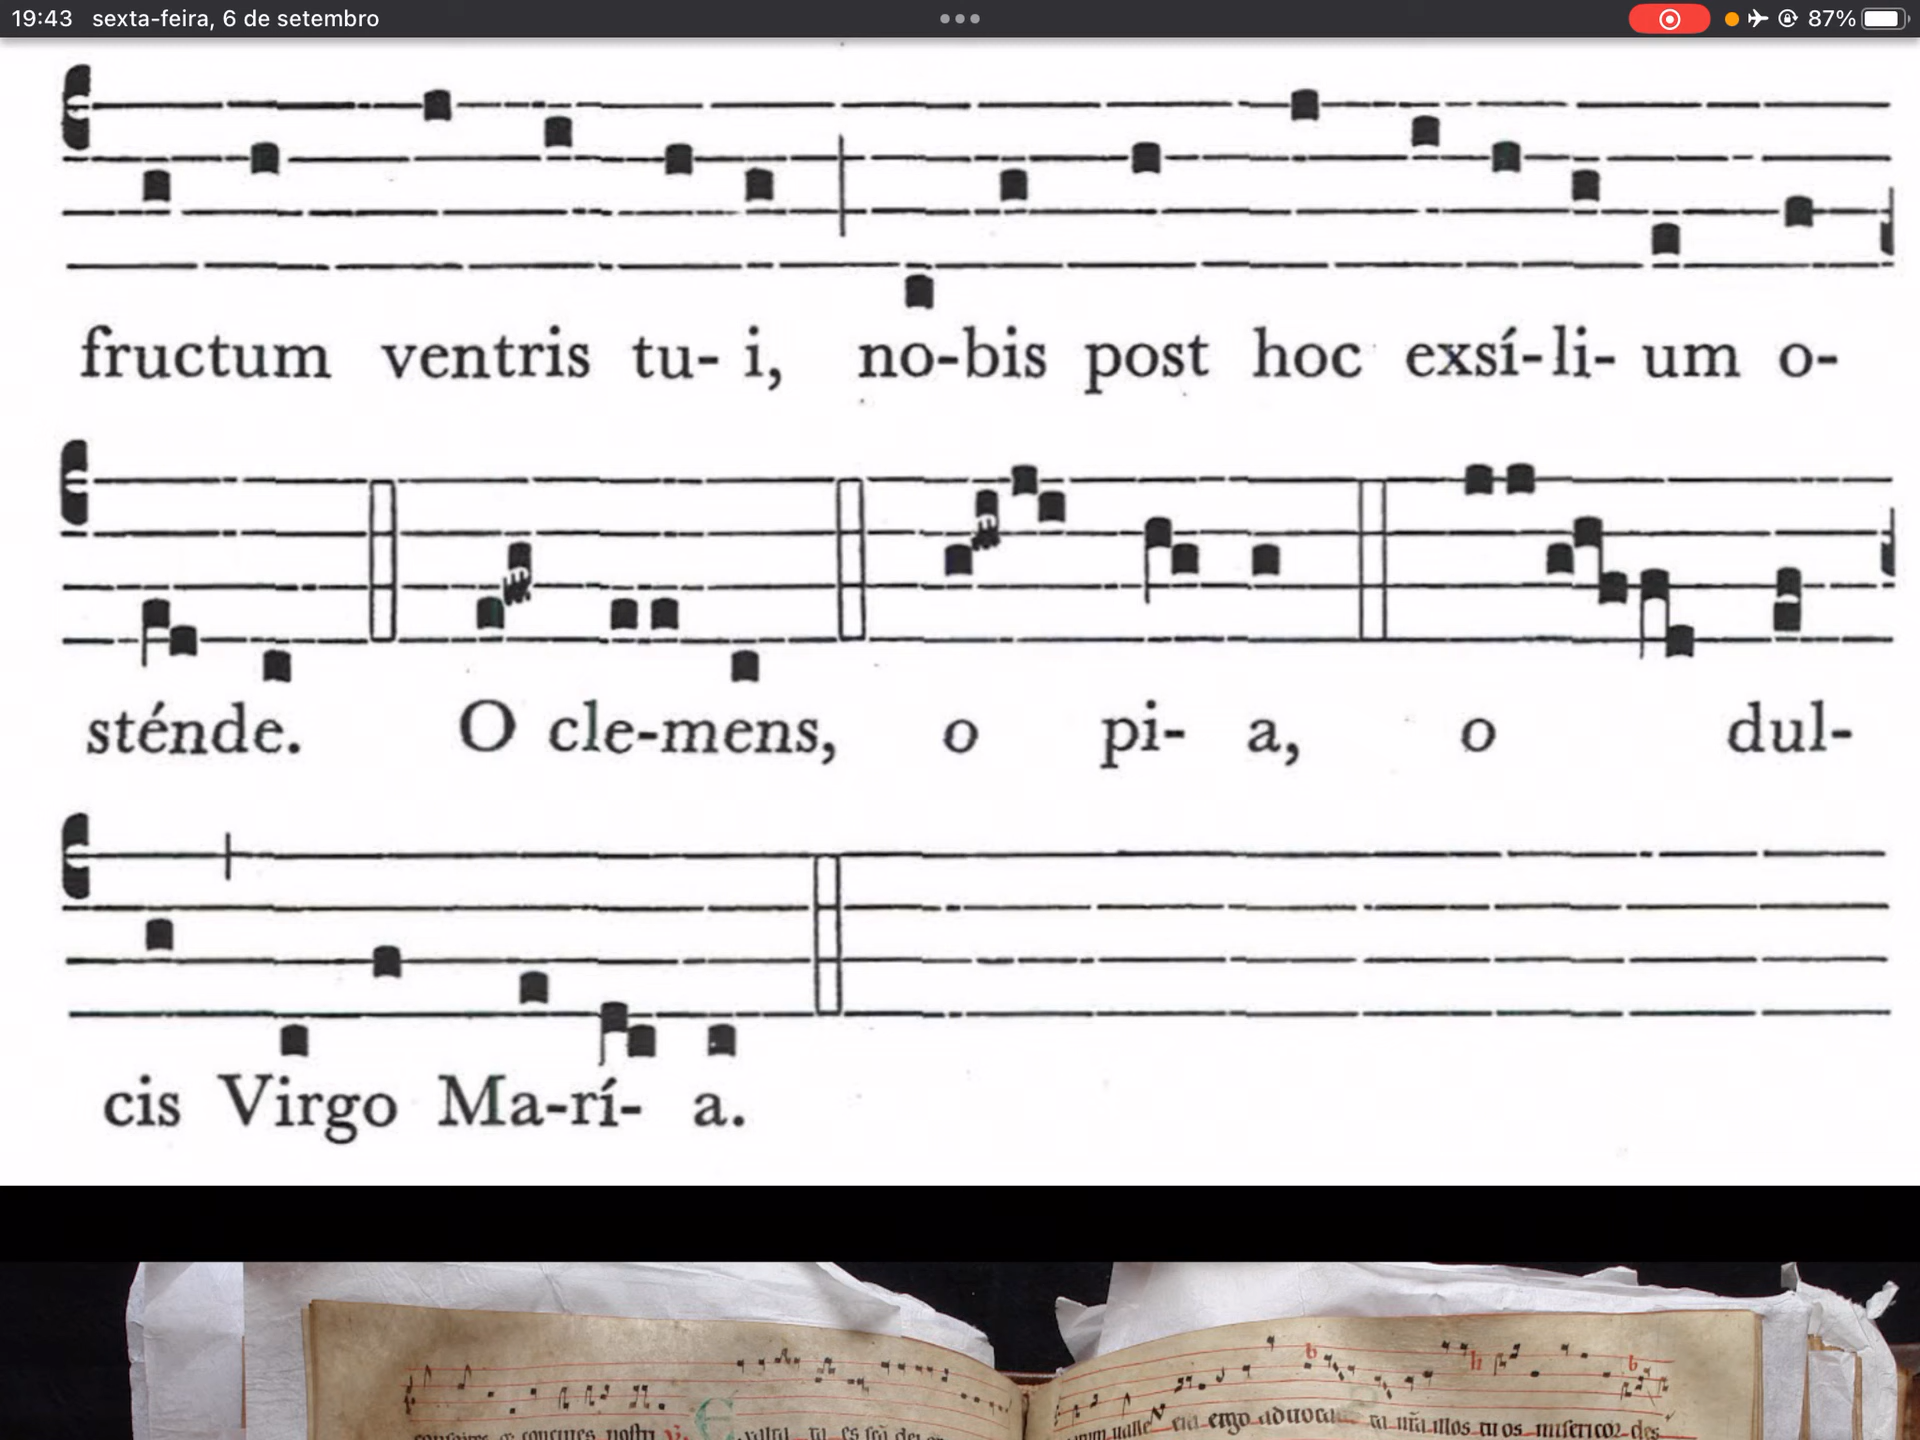 19:43 sexta-feira, 6 de setembro 87%
fructum ventris tu- i, no-bis post hoc exsí-li- um o-
sténde. O cle-mens, o pi- a, o dul-
cis Virgo Ma-rí- a.